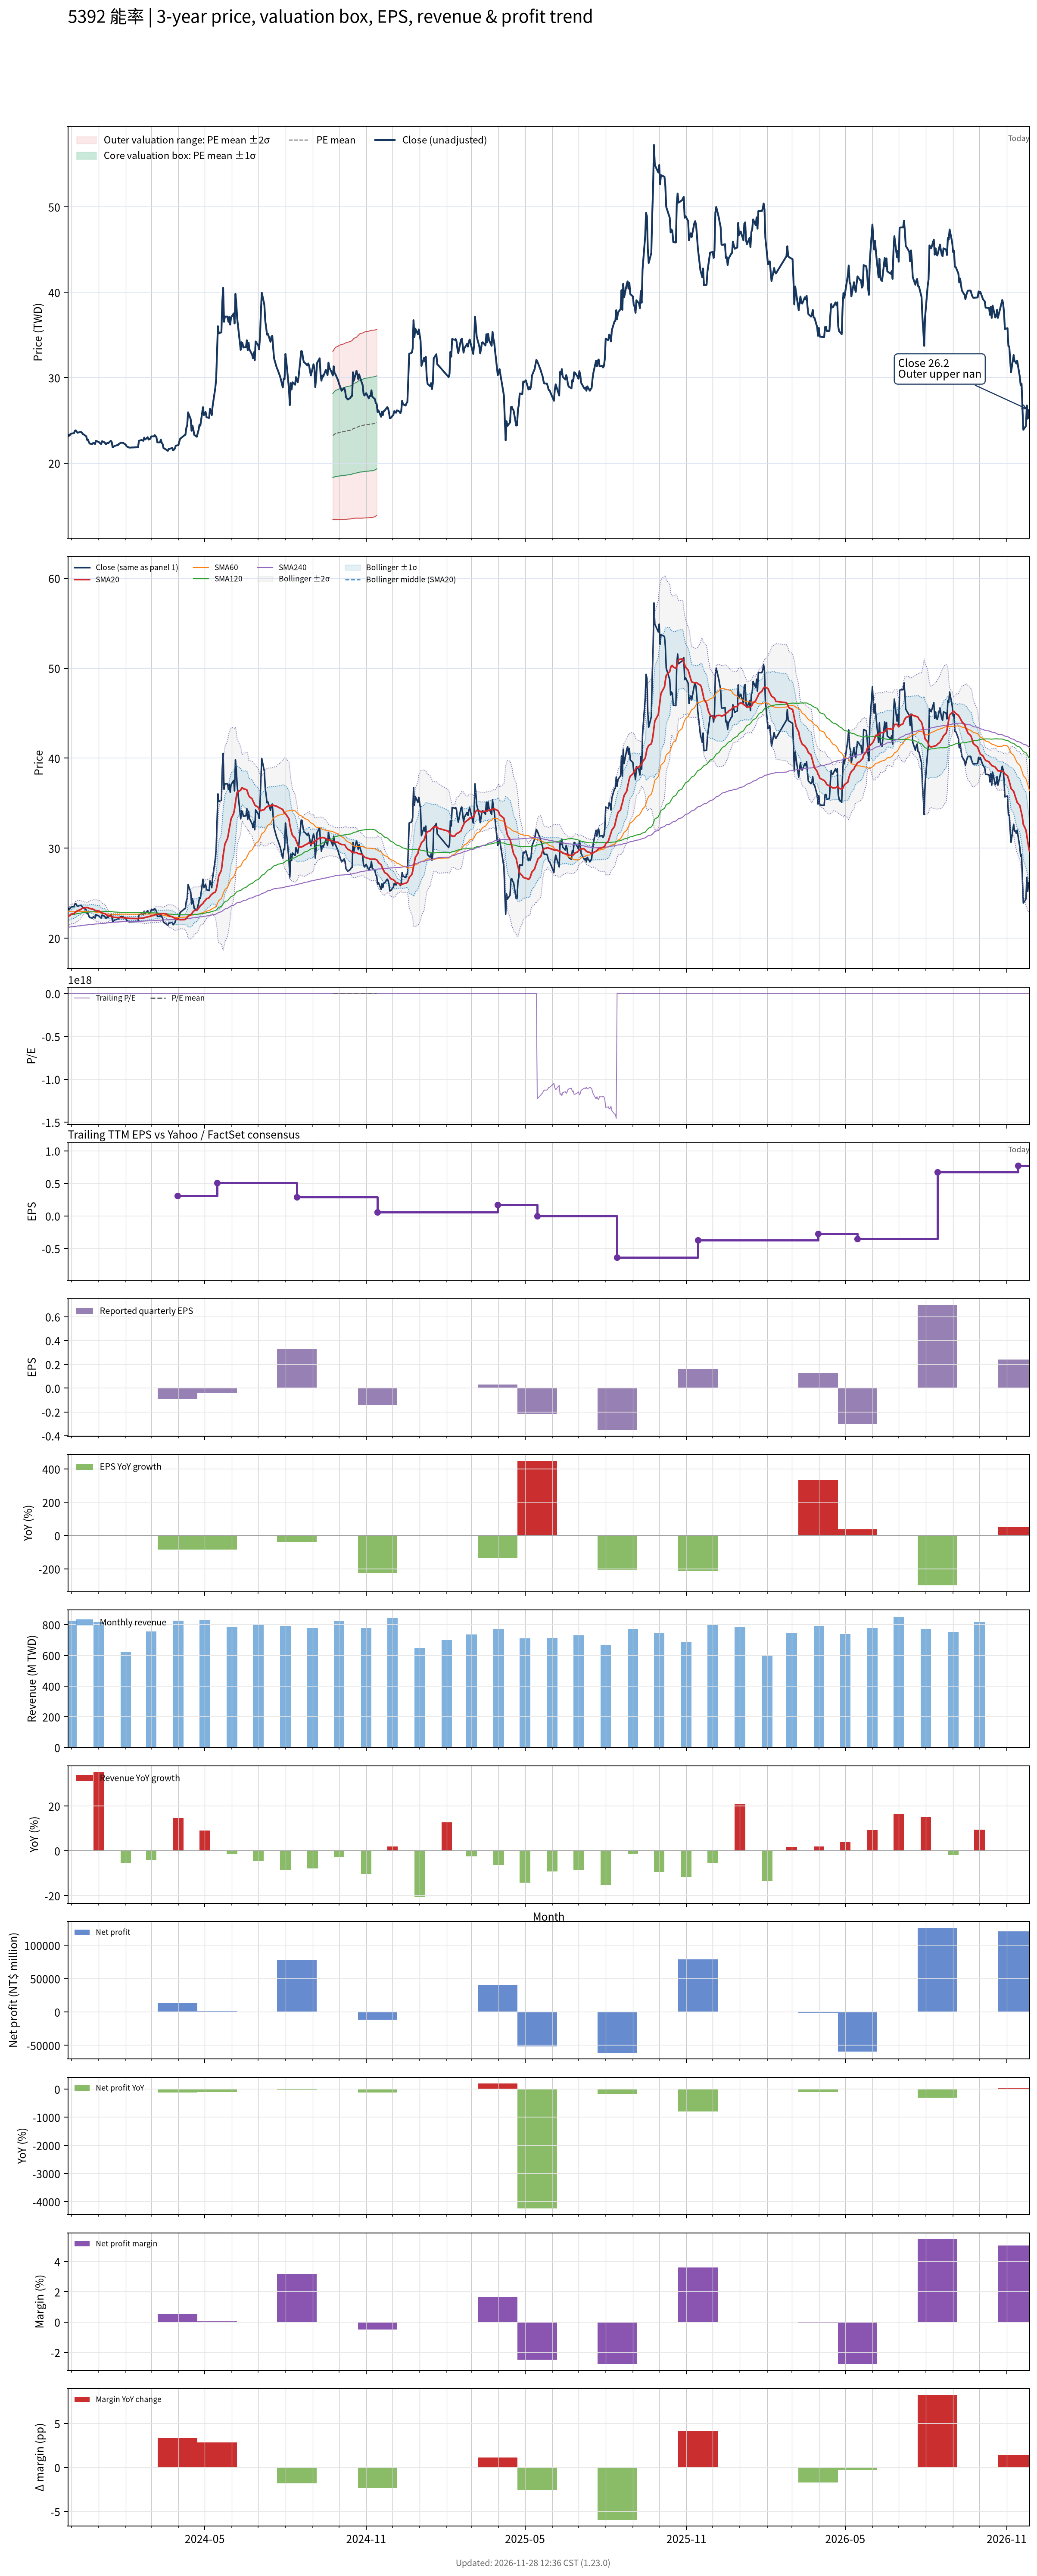 5392 能率 | 3-year price, valuation box, EPS, revenue & profit trend
Outer valuation range: PE mean ±2σ
PE mean
Close (unadjusted)
Core valuation box: PE mean ±1σ
Today
50
40
30
20
Price (TWD)
Close 26.2
Outer upper nan
Close (same as panel 1)
SMA60
SMA240
Bollinger ±1σ
SMA20
SMA120
Bollinger ±2σ
Bollinger middle (SMA20)
60
50
40
30
20
Price
1e18
Trailing P/E
P/E mean
0.0
-0.5
-1.0
-1.5
P/E
Trailing TTM EPS vs Yahoo / FactSet consensus
Today
1.0
0.5
0.0
-0.5
EPS
Reported quarterly EPS
0.6
0.4
0.2
0.0
-0.2
-0.4
EPS
EPS YoY growth
400
200
0
-200
YoY (%)
Monthly revenue
800
600
400
200
0
Revenue (M TWD)
Revenue YoY growth
20
0
-20
YoY (%)
Month
Net profit
100000
50000
0
-50000
Net profit (NT$ million)
Net profit YoY
0
-1000
-2000
-3000
-4000
YoY (%)
Net profit margin
4
2
0
-2
Margin (%)
Margin YoY change
5
0
-5
Δ margin (pp)
2024-05
2024-11
2025-05
2025-11
2026-05
2026-11
Updated: 2026-11-28 12:36 CST (1.23.0)